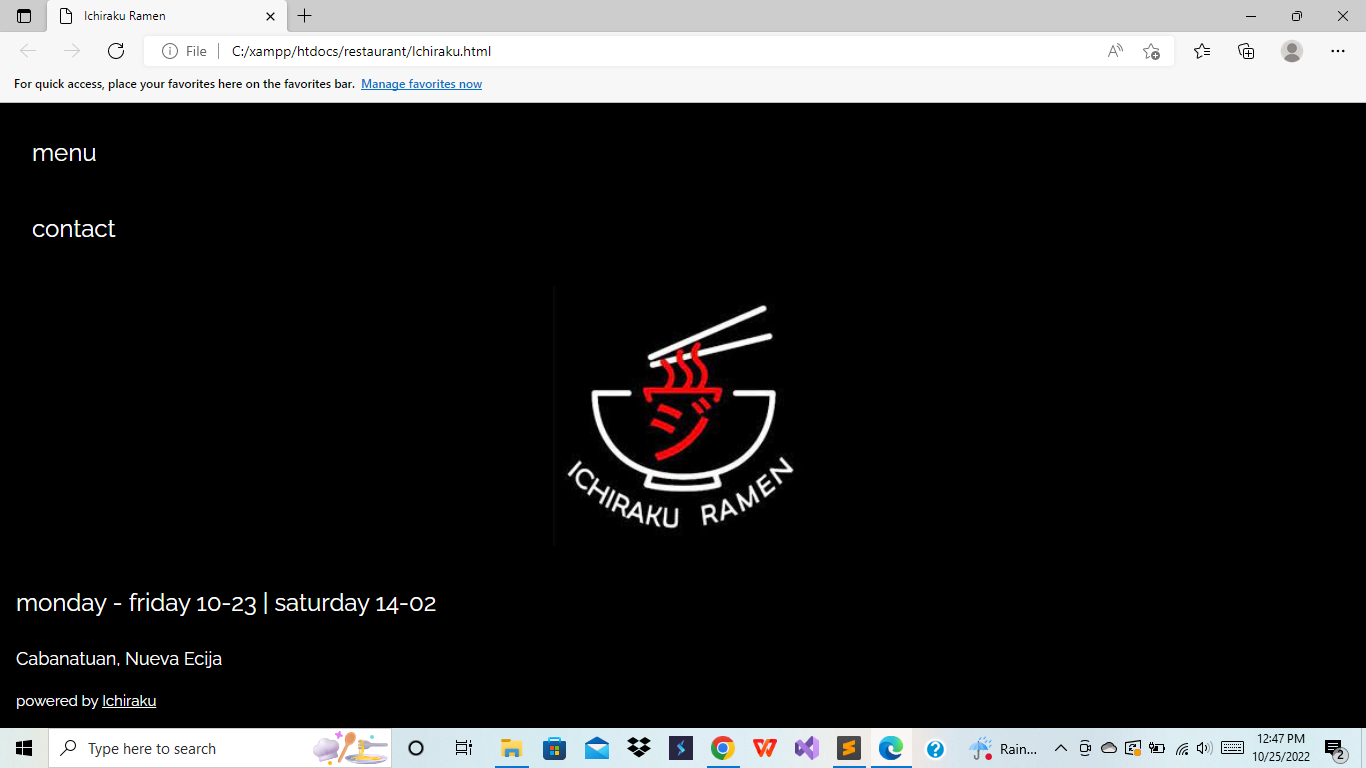 Ichiraku Ramen
File
C:/xampp/htdocs/restaurant/Ichiraku.html
For quick access, place your favorites here on the favorites bar. Manage favorites now
menu
contact
ジ
ICHIRAKU RAMEN
monday - friday 10-23 | saturday 14-02
Cabanatuan, Nueva Ecija
powered by Ichiraku
Type here to search
Rain...
12:47 PM
10/25/2022
2